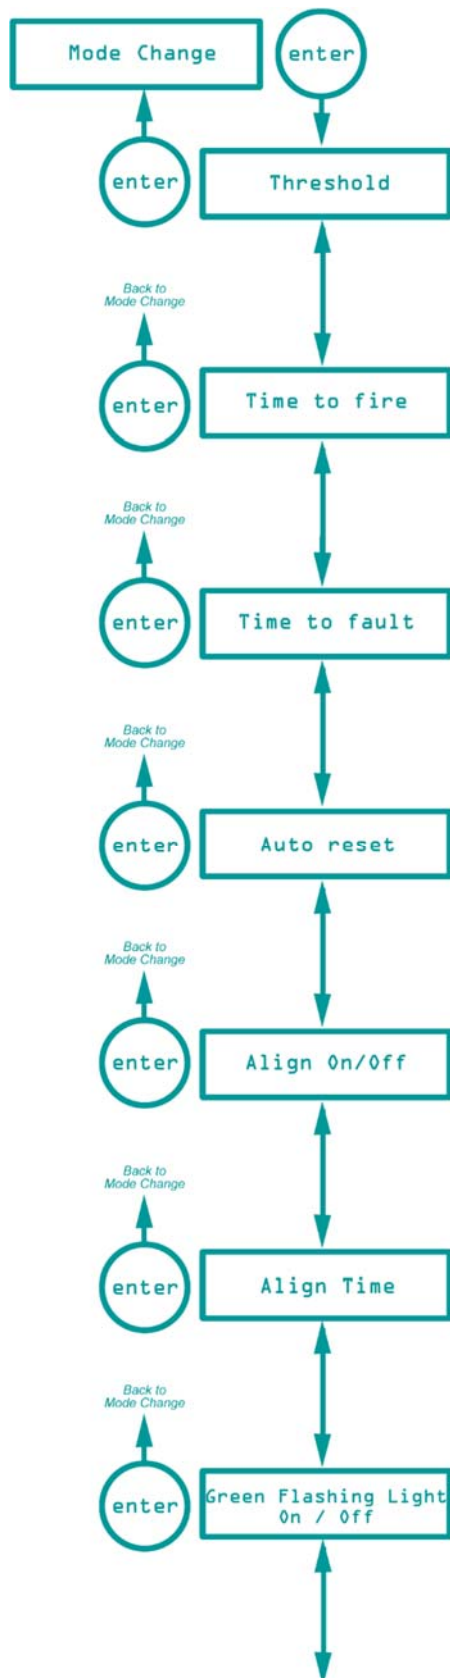 Mode Change
enter
enter
Threshold
Back to
Mode Change
enter
Time to fire
Back to
Mode Change
enter
Time to fault
Back to
Mode Change
enter
Auto reset
Back to
Mode Change
enter
Align On/Off
Back to
Mode Change
enter
Align Time
Back to
Mode Change
enter
Green Flashing Light
On / Off